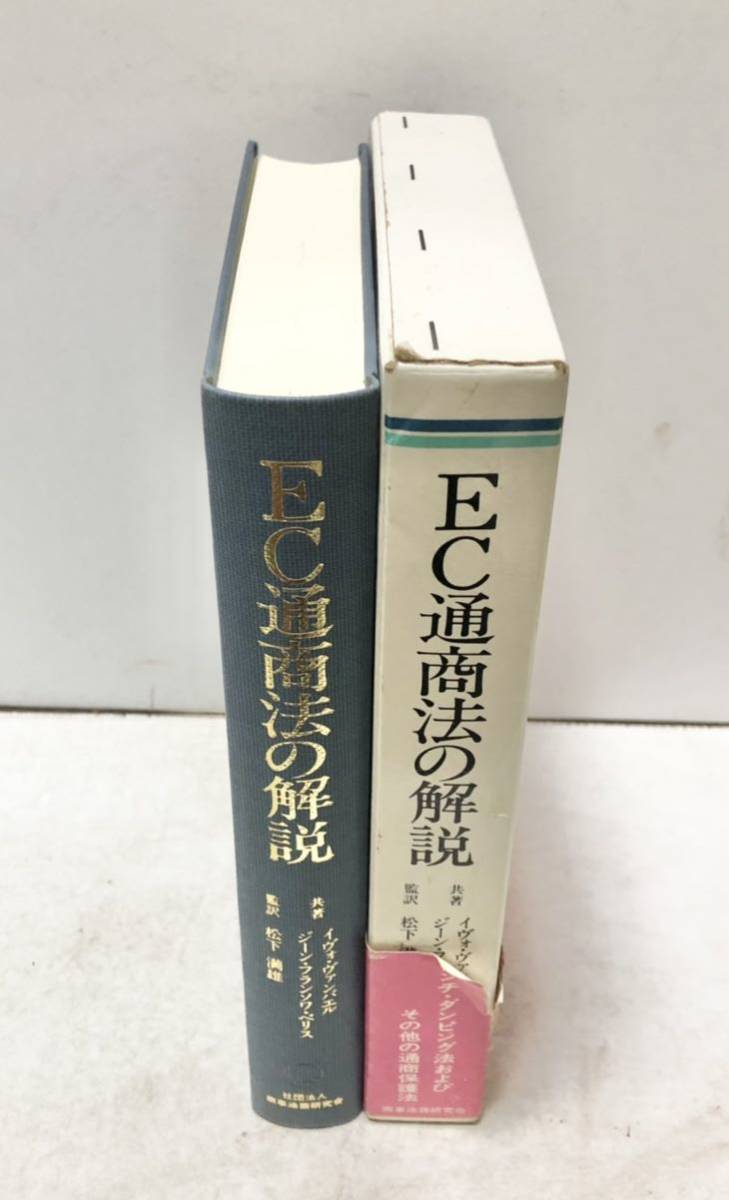 EC通商法の解説
共著 イヴォ・ヴァンバエル
ジーン・フランソワ・ベリス
監訳 松下満雄
社団法人
商事法務研究会
EC通商法の解説
共著 イヴォ・ヴ
ジーン・フ
監訳 松下
ンチ・ダンピング法および
その他の通商保護法
商事法務研究会